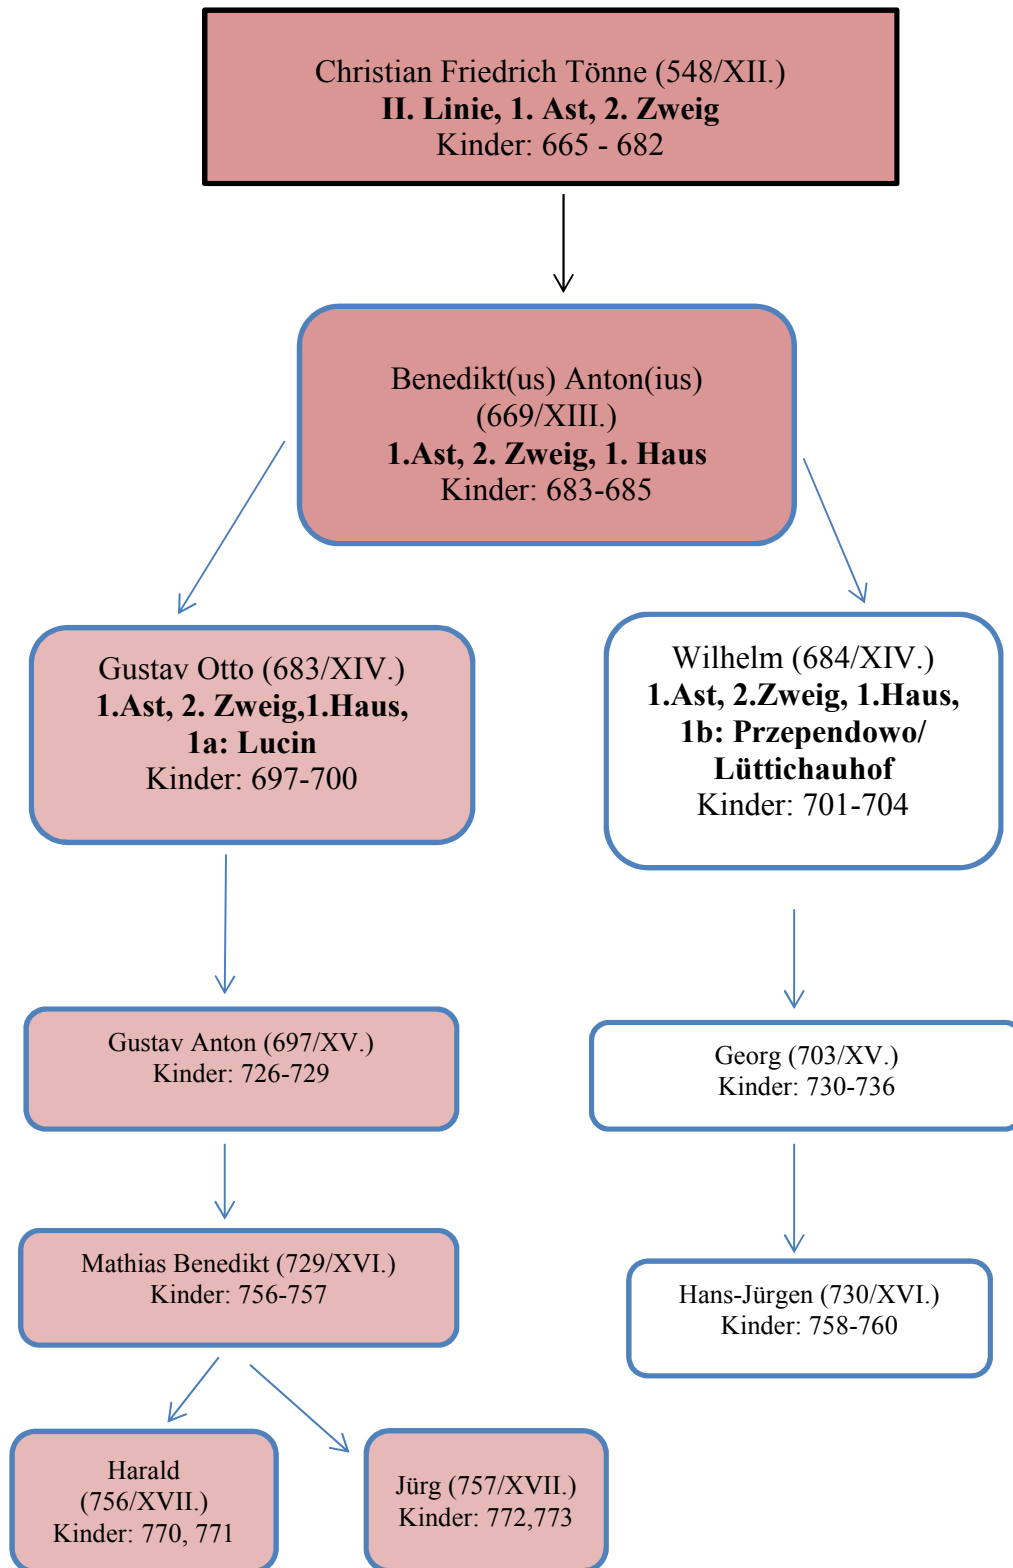 Christian Friedrich Tönne (548/XII.)
II. Linie, 1. Ast, 2. Zweig
Kinder: 665 - 682
Benedikt(us) Anton(ius)
(669/XIII.)
1.Ast, 2. Zweig, 1. Haus
Kinder: 683-685
Gustav Otto (683/XIV.)
1.Ast, 2. Zweig,1.Haus,
1a: Lucin
Kinder: 697-700
Wilhelm (684/XIV.)
1.Ast, 2.Zweig, 1.Haus,
1b: Przependowo/
Lüttichauhof
Kinder: 701-704
Gustav Anton (697/XV.)
Kinder: 726-729
Georg (703/XV.)
Kinder: 730-736
Mathias Benedikt (729/XVI.)
Kinder: 756-757
Hans-Jürgen (730/XVI.)
Kinder: 758-760
Harald
(756/XVII.)
Kinder: 770, 771
Jürg (757/XVII.)
Kinder: 772,773